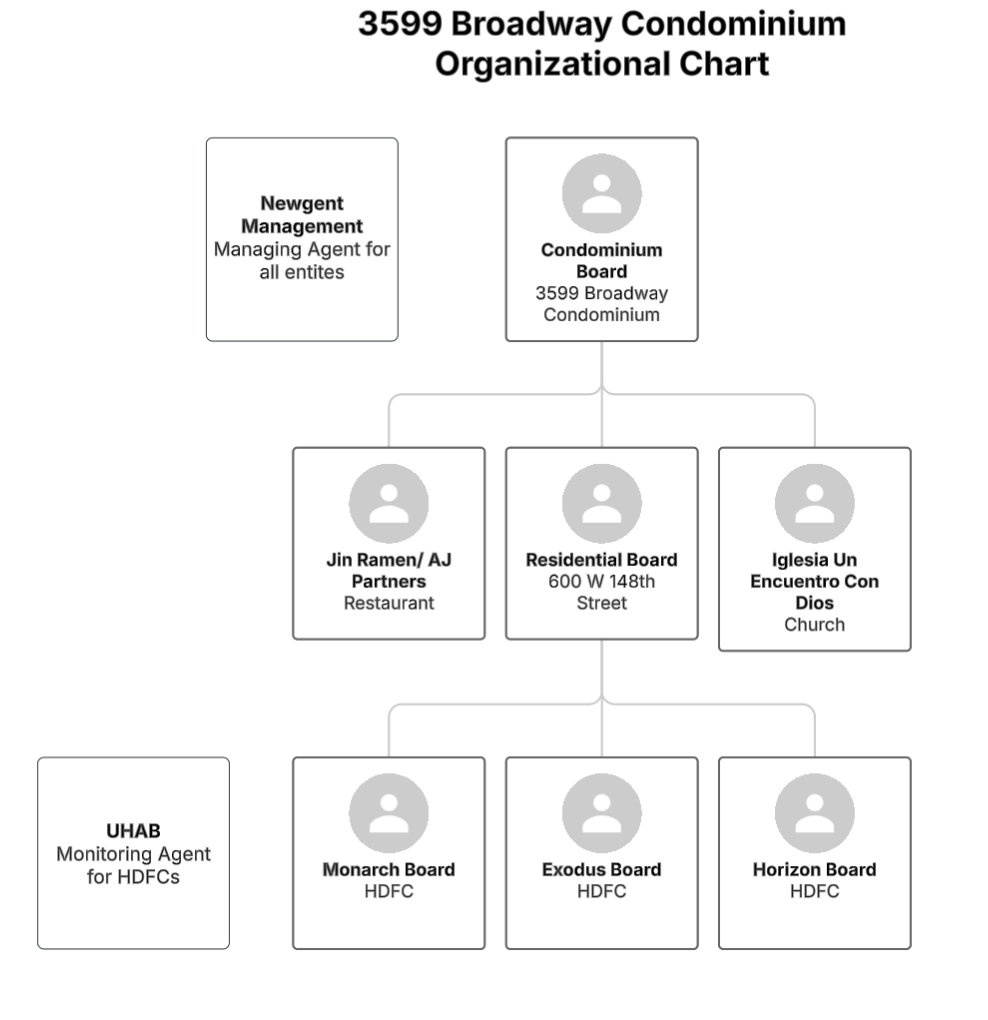 3599 Broadway Condominium
Organizational Chart
Newgent
Management
Managing Agent for
all entites
Condominium
Board
3599 Broadway
Condominium
Jin Ramen/ AJ
Partners
Restaurant
Residential Board
600 W 148th
Street
Iglesia Un
Encuentro Con
Dios
Church
UHAB
Monitoring Agent
for HDFCs
Monarch Board
HDFC
Exodus Board
HDFC
Horizon Board
HDFC